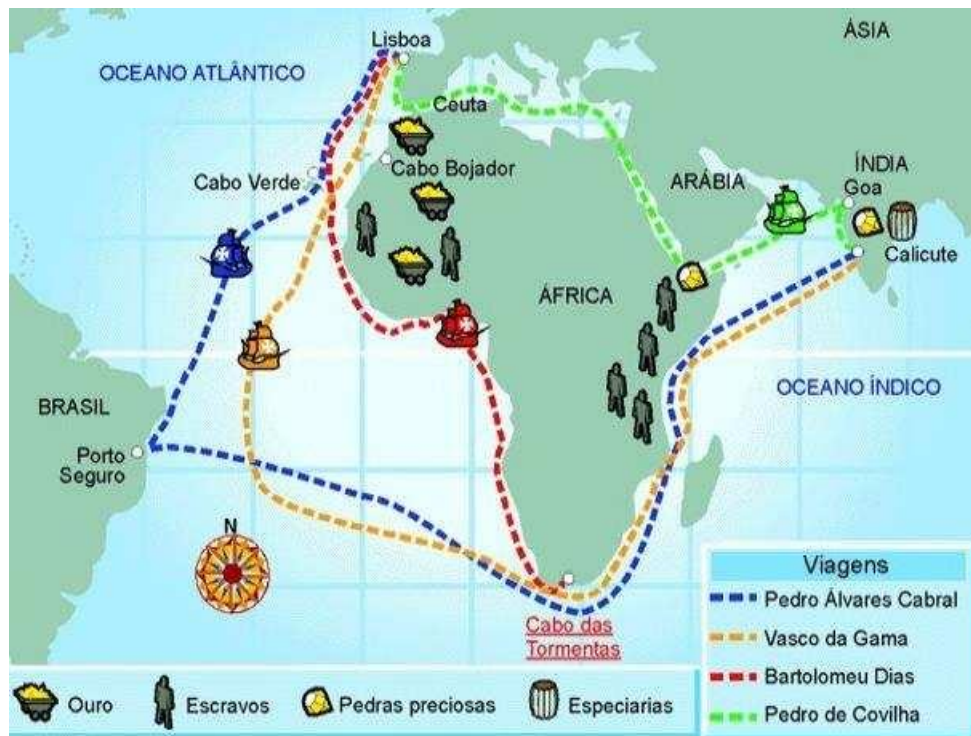 Lisboa
ÁSIA
OCEANO ATLÂNTICO
Ceuta
Cabo Bojador
ÍNDIA
Cabo Verde
ARÁBIA
Goa
Calicute
ÁFRICA
OCEANO ÍNDICO
BRASIL
Porto
Seguro
N
Cabo das
Tormentas
Viagens
Pedro Álvares Cabral
Vasco da Gama
Bartolomeu Dias
Pedro de Covilha
Ouro
Escravos
Pedras preciosas
Especiarias